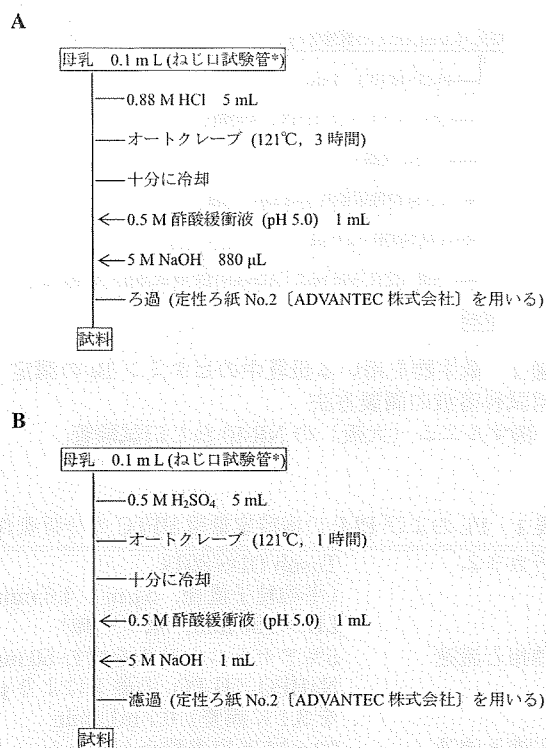 A
母乳 0.1 mL (ねじ口試験管*)
0.88 M HCl 5 mL
オートクレーブ (121℃, 3 時間)
十分に冷却
0.5 M 酢酸緩衝液 (pH 5.0) 1 mL
5 M NaOH 880 μL
ろ過 (定性ろ紙 No.2〔ADVANTEC 株式会社〕を用いる)
試料
B
母乳 0.1 mL (ねじ口試験管*)
0.5 M H₂SO₄ 5 mL
オートクレーブ (121℃, 1 時間)
十分に冷却
0.5 M 酢酸緩衝液 (pH 5.0) 1 mL
5 M NaOH 1 mL
濾過 (定性ろ紙 No.2〔ADVANTEC 株式会社〕を用いる)
試料